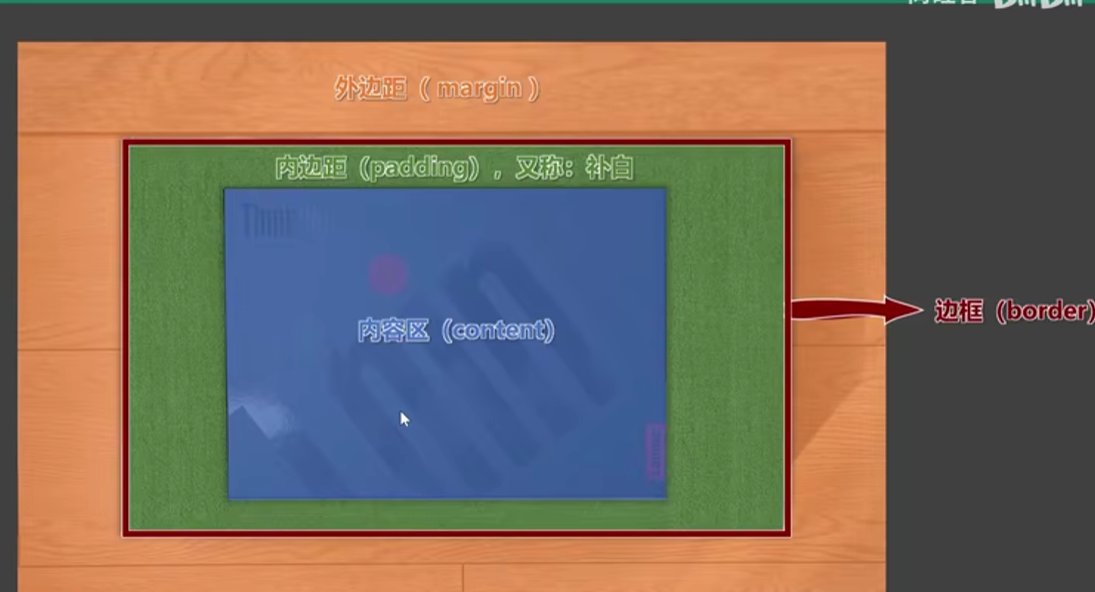 外边距（margin）
内边距（padding），又称：补白
边框（border）
内容区（content）